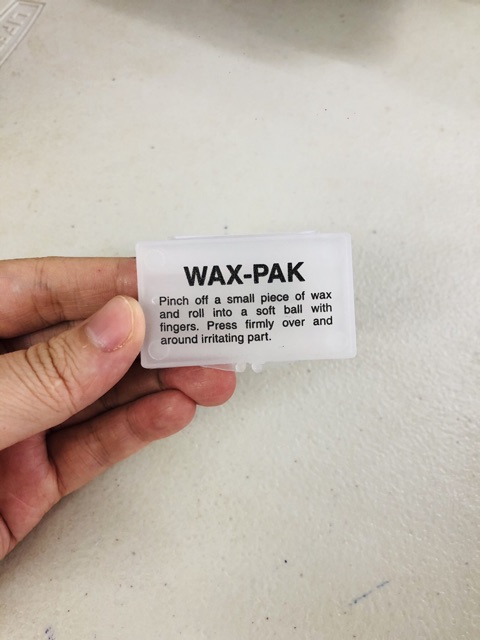 WAX-PAK
Pinch off a small piece of wax
and roll into a soft ball with
fingers. Press firmly over and
around irritating part.